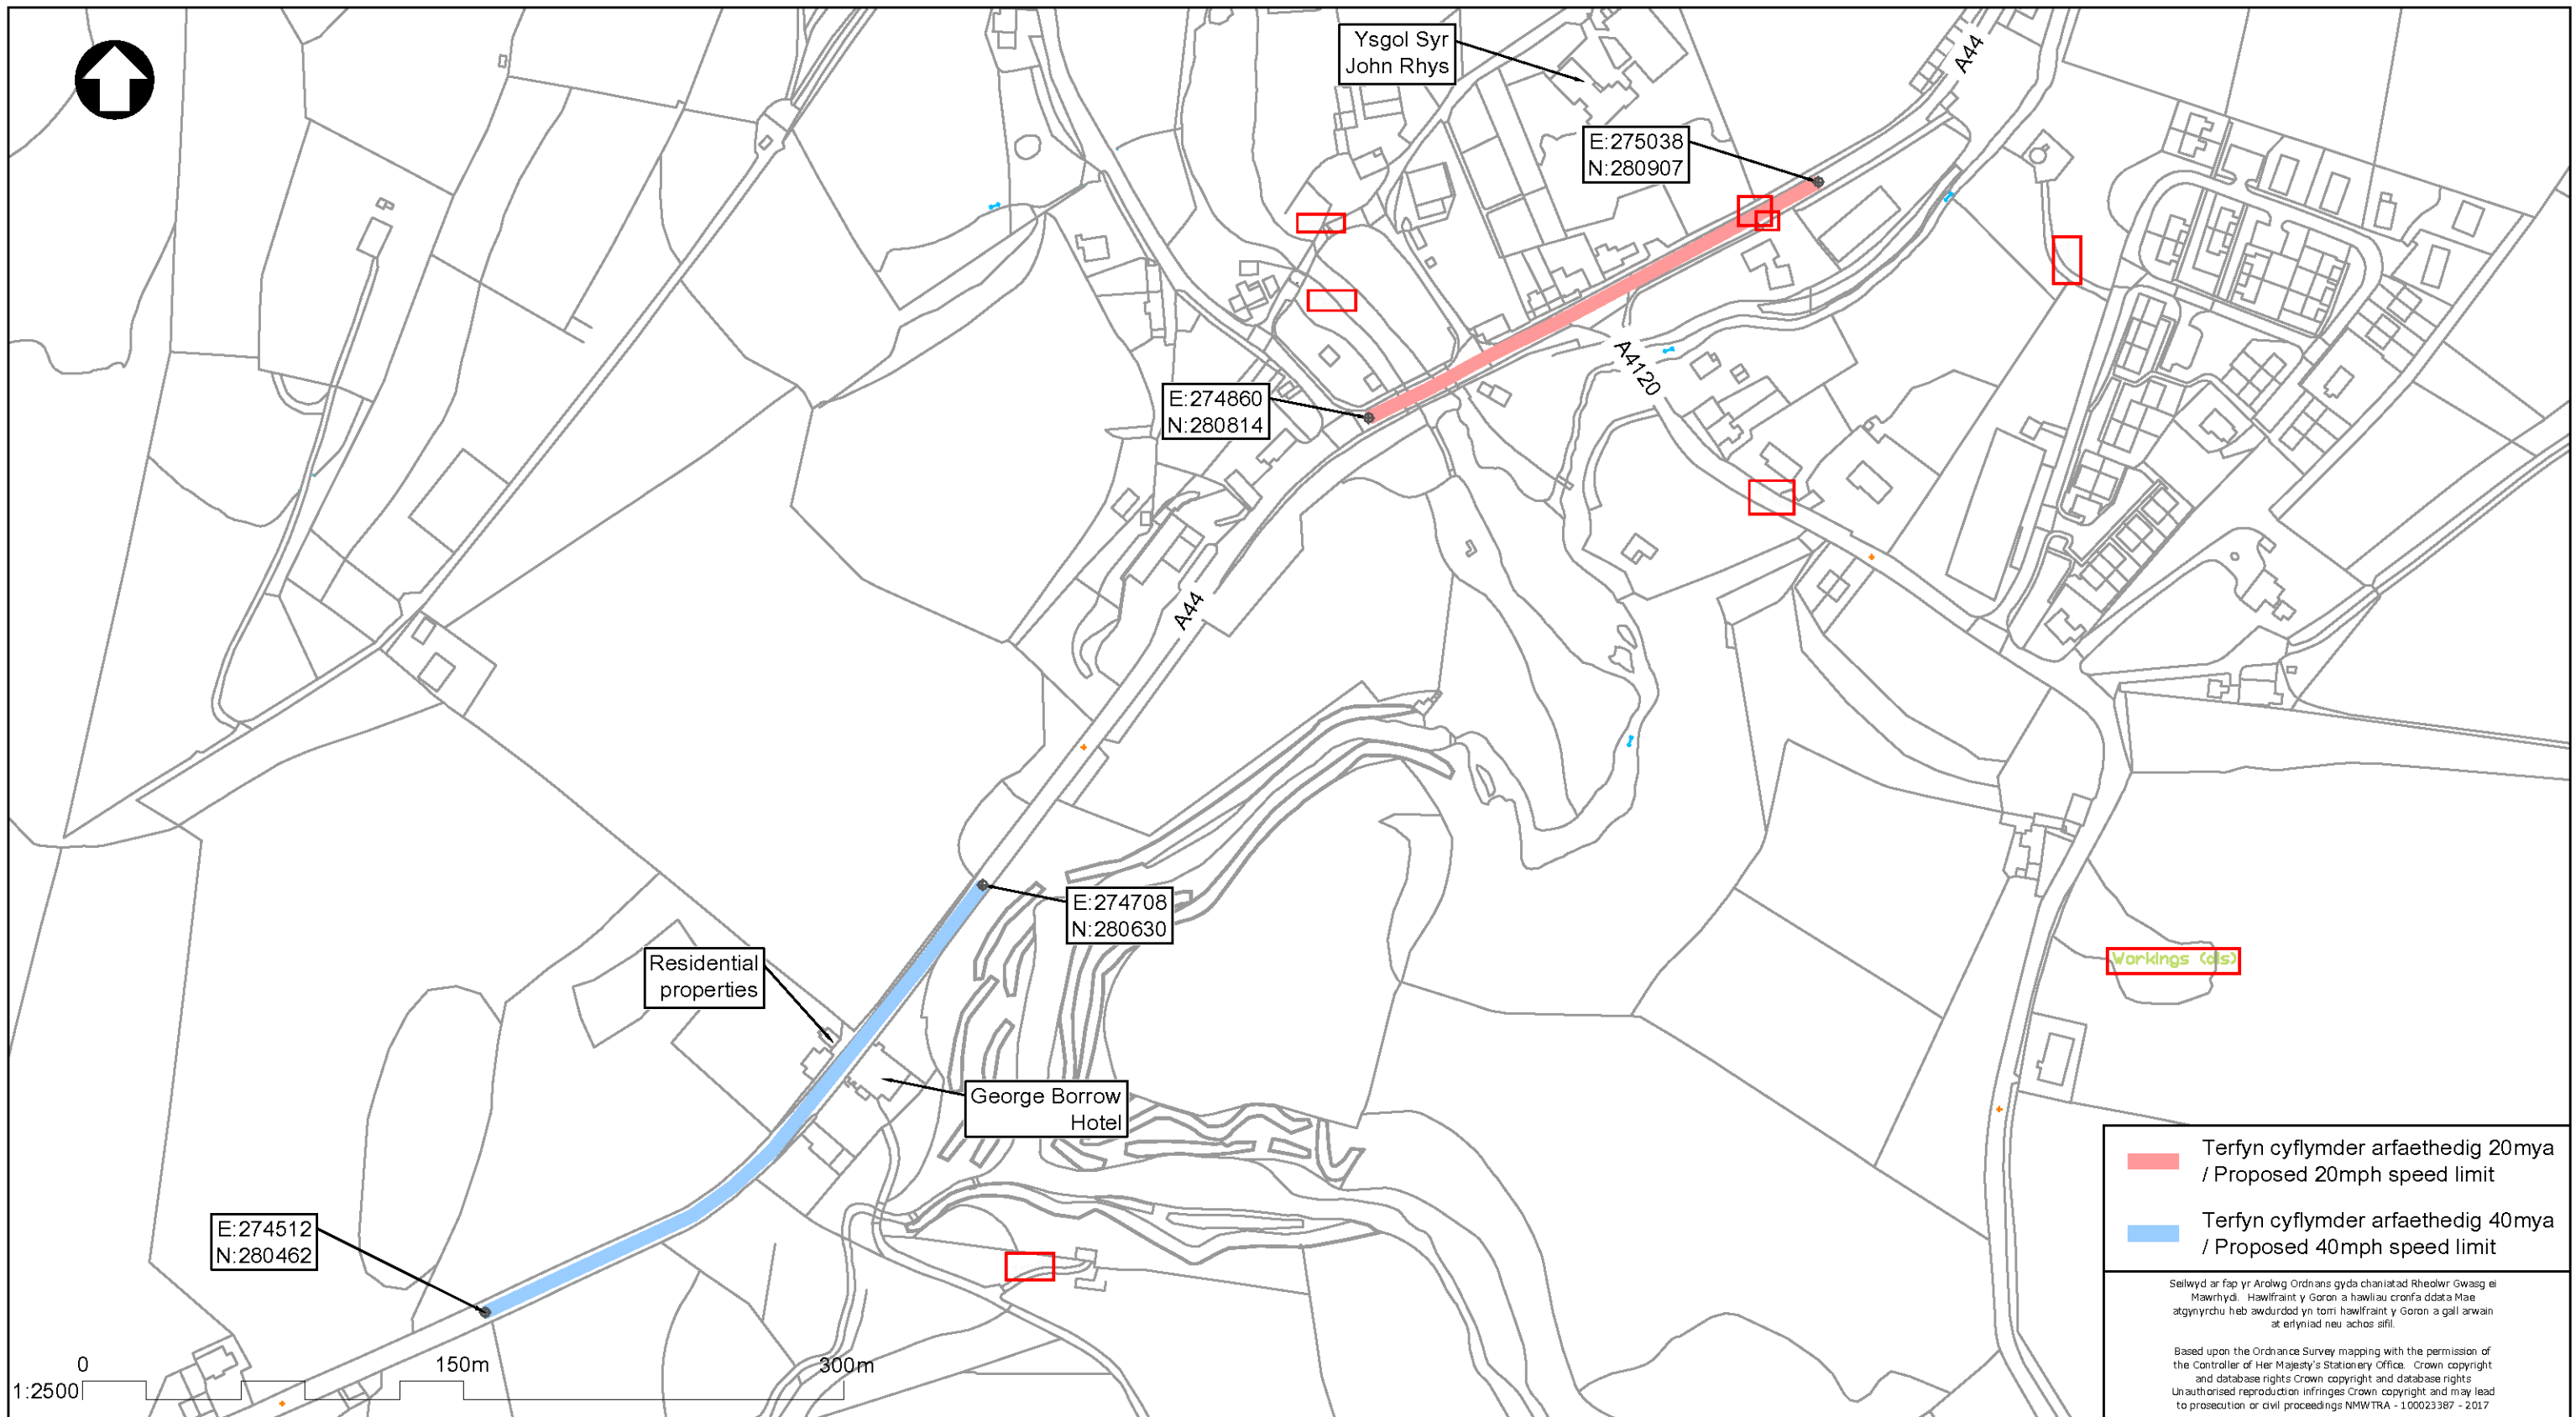 Ysgol Syr
John Rhys
A44
E:275038
N:280907
A4120
E:274860
N:280814
A44
E:274708
N:280630
Residential
properties
Workings (dis)
George Borrow
Hotel
E:274512
N:280462
Terfyn cyflymder arfaethedig 20mya
/ Proposed 20mph speed limit
Terfyn cyflymder arfaethedig 40mya
/ Proposed 40mph speed limit
Seilwyd ar fap yr Arolwg Ordnans gyda chaniatad Rheolwr Gwasg ei
Mawrhydi. Hawlfraint y Goron a hawliau cronfa ddata Mae
atgynyrchu heb awdurdod yn torri hawlfraint y Goron a gall arwain
at erlyniad neu achos sifil.
Based upon the Ordnance Survey mapping with the permission of
the Controller of Her Majesty's Stationery Office. Crown copyright
and database rights Crown copyright and database rights
Unauthorised reproduction infringes Crown copyright and may lead
to prosecution or civil proceedings NMWTRA - 100023387 - 2017
0 150m 300m
1:2500